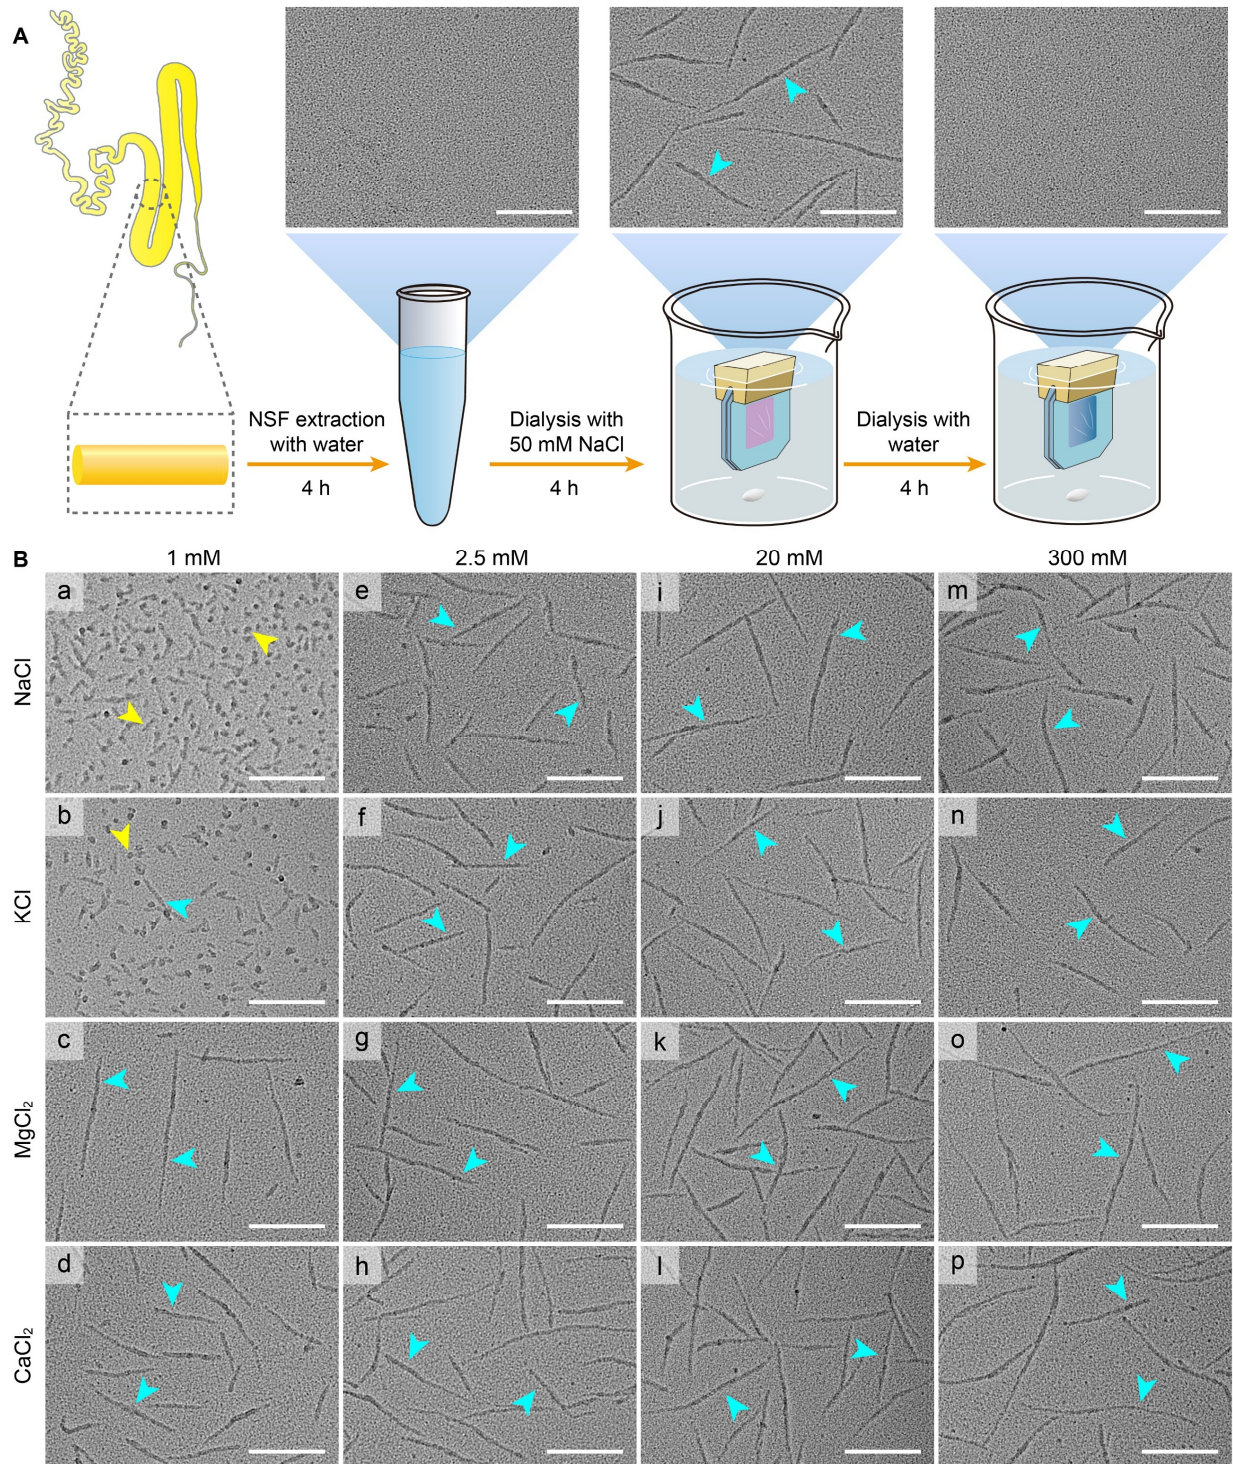 A
NSF extraction
with water
4 h
Dialysis with
50 mM NaCl
4 h
Dialysis with
water
4 h
B
1 mM
2.5 mM
20 mM
300 mM
NaCl
a
e
i
m
KCl
b
f
j
n
MgCl₂
c
g
k
o
CaCl₂
d
h
l
p